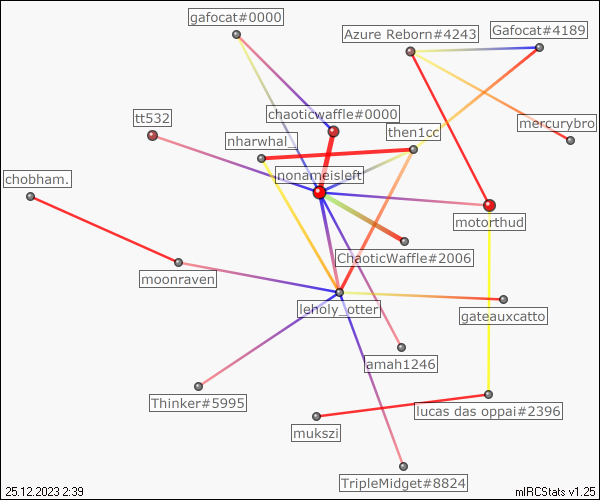 gafocat#0000
Azure Reborn#4243
Gafocat#4189
tt532
chaoticwaffle#0000
then1cc
mercurybro
nharwhal_
chobham.
nonameisleft
motorthud
ChaoticWaffle#2006
moonraven
leholy_otter
gateauxcatto
amah1246
Thinker#5995
lucas das oppai#2396
mukszi
TripleMidget#8824
25.12.2023 2:39
mIRCStats v1.25